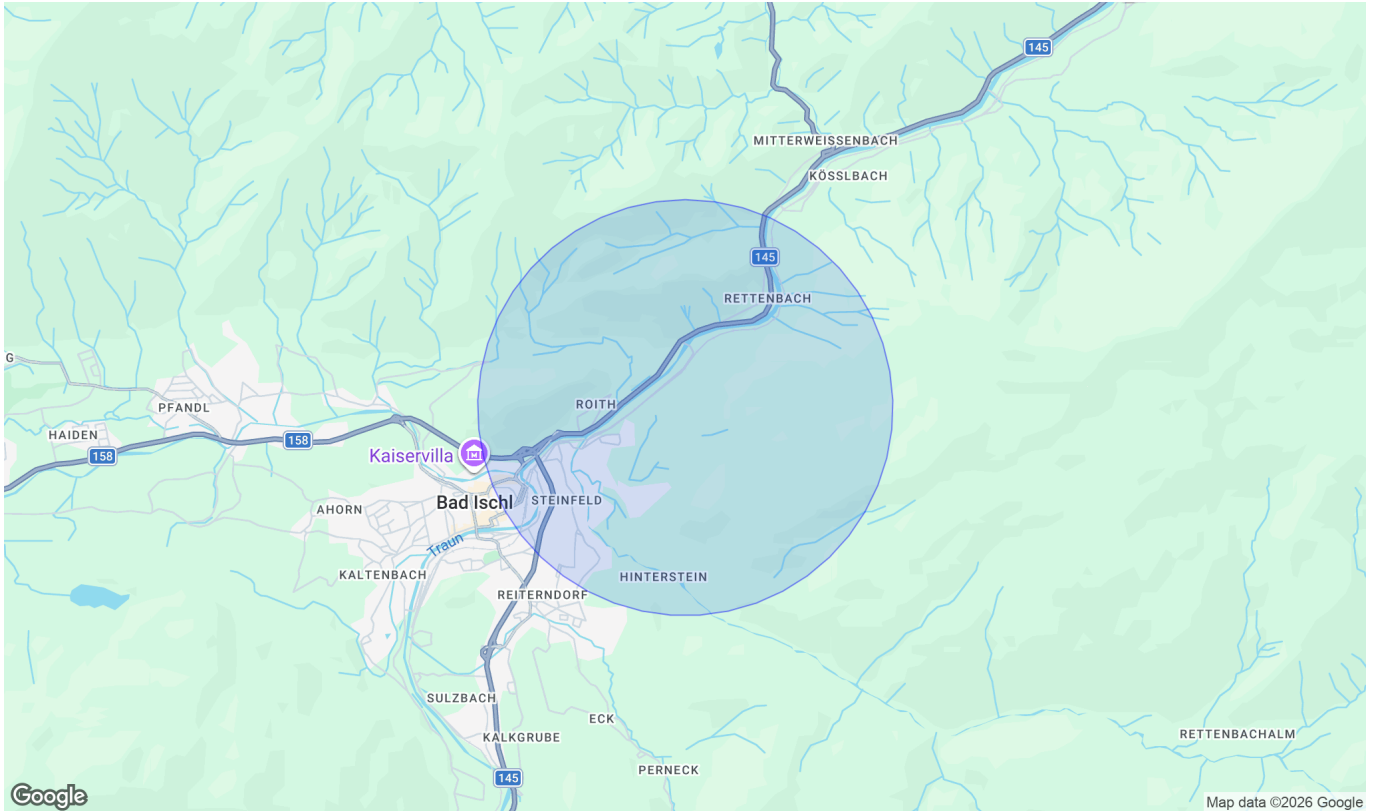 145
MITTERWEISSENBACH
KÖSSLBACH
145
RETTENBACH
G
PFANDL
ROITH
HAIDEN
158
158
Kaiservilla
Bad Ischl
STEINFELD
AHORN
Traun
KALTENBACH
HINTERSTEIN
REITERNDORF
SULZBACH
ECK
KALKGRUBE
RETTENBACHALM
PERNECK
145
Google
Map data ©2026 Google